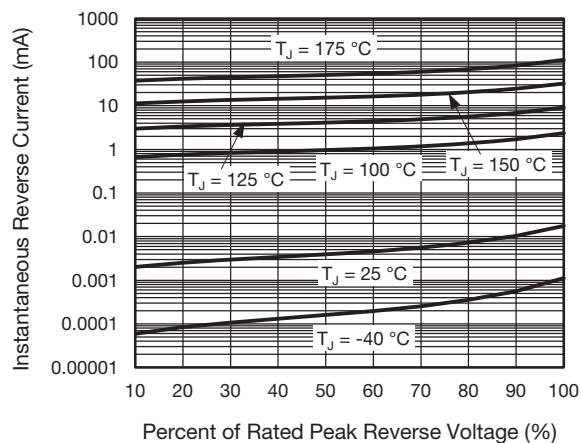 Instantaneous Reverse Current (mA)
1000
100
10
1
0.1
0.01
0.001
0.0001
0.00001
T_J = 175 °C
T_J = 125 °C
T_J = 100 °C
T_J = 150 °C
T_J = 25 °C
T_J = -40 °C
10 20 30 40 50 60 70 80 90 100
Percent of Rated Peak Reverse Voltage (%)